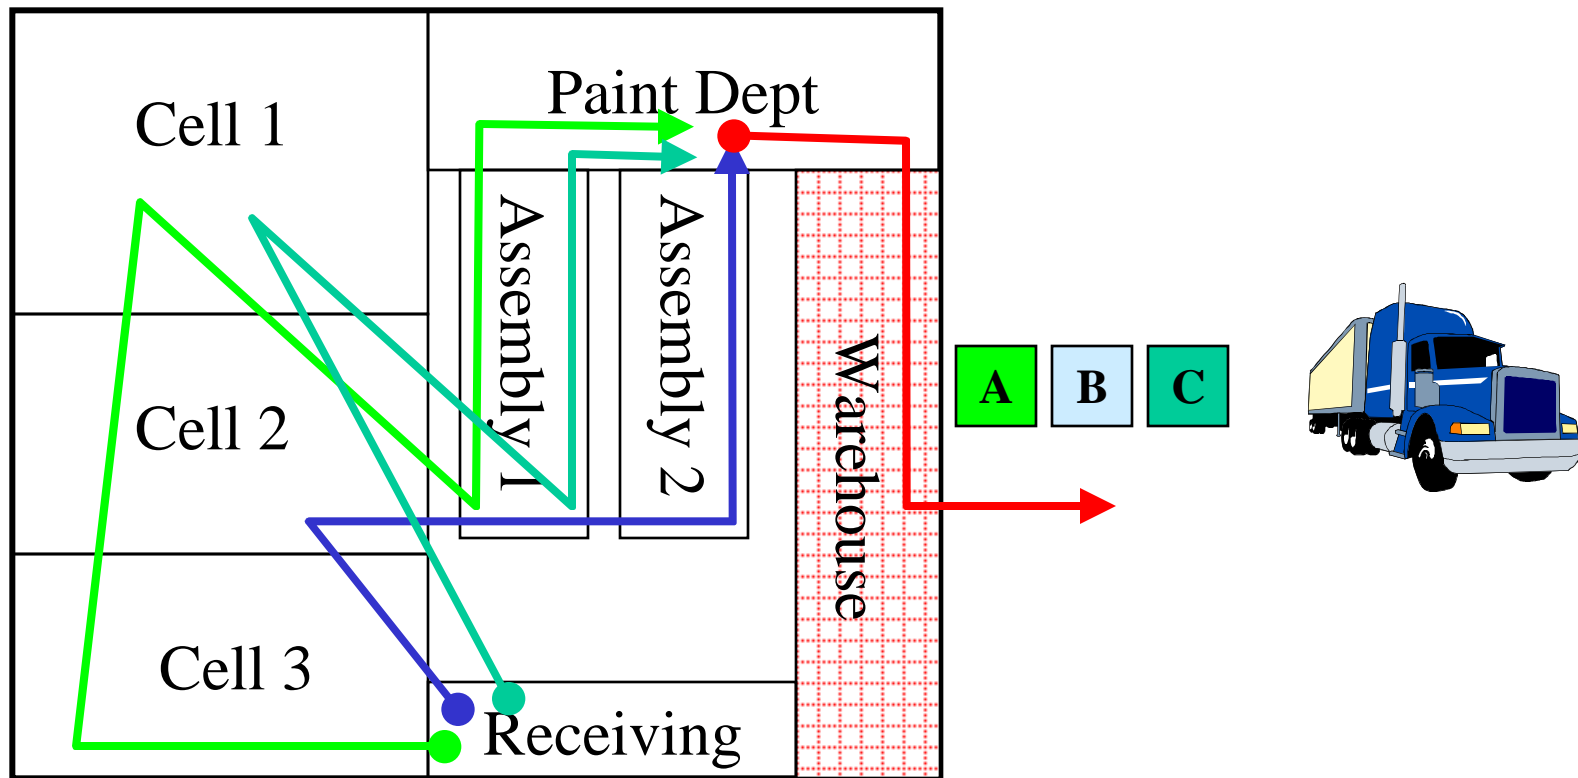 Paint Dept
Cell 1
Assembly 1
Assembly 2
Warehouse
A
B
C
Cell 2
Cell 3
Receiving